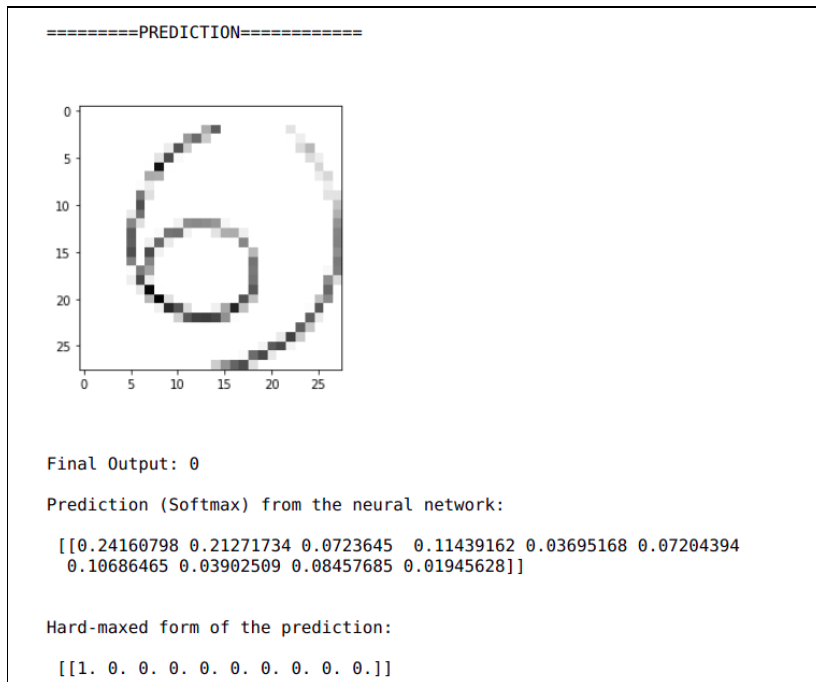 =========PREDICTION============
0
5
10
15
20
25
0 5 10 15 20 25
6
Final Output: 0
Prediction (Softmax) from the neural network:
[[0.24160798 0.21271734 0.0723645 0.11439162 0.03695168 0.07204394
0.10686465 0.03902509 0.08457685 0.01945628]]
Hard-maxed form of the prediction:
[[1. 0. 0. 0. 0. 0. 0. 0. 0. 0.]]